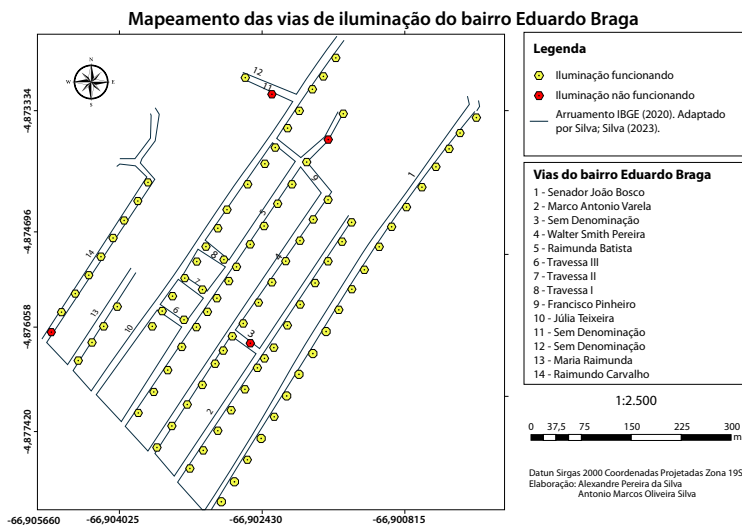 Mapeamento das vias de iluminação do bairro Eduardo Braga
N
W E
S
12
11
9
1
5
8
4
14
7
6
13
10
3
2
-4,873334
-4,874696
-4,876058
-4,877420
-66,905660
-66,904025
-66,902430
-66,900815
Legenda
Iluminação funcionando
Iluminação não funcionando
Arruamento IBGE (2020). Adaptado
por Silva; Silva (2023).
Vias do bairro Eduardo Braga
1 - Senador João Bosco
2 - Marco Antonio Varela
3 - Sem Denominação
4 - Walter Smith Pereira
5 - Raimunda Batista
6 - Travessa III
7 - Travessa II
8 - Travessa I
9 - Francisco Pinheiro
10 - Júlia Teixeira
11 - Sem Denominação
12 - Sem Denominação
13 - Maria Raimunda
14 - Raimundo Carvalho
1:2.500
0 37,5 75 150 225 300
m
Datun Sirgas 2000 Coordenadas Projetadas Zona 19S
Elaboração: Alexandre Pereira da Silva
Antonio Marcos Oliveira Silva